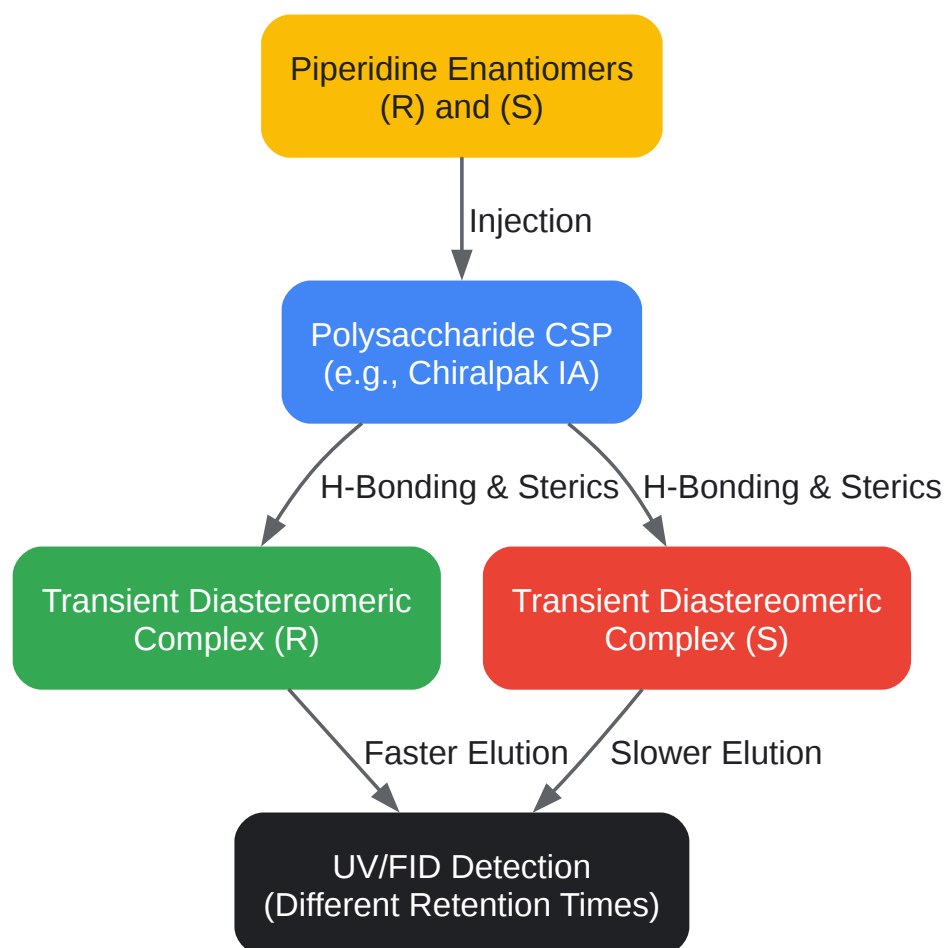 Piperidine Enantiomers
(R) and (S)
Injection
Polysaccharide CSP
(e.g., Chiralpak IA)
H-Bonding & Sterics
H-Bonding & Sterics
Transient Diastereomeric
Complex (R)
Transient Diastereomeric
Complex (S)
Faster Elution
Slower Elution
UV/FID Detection
(Different Retention Times)